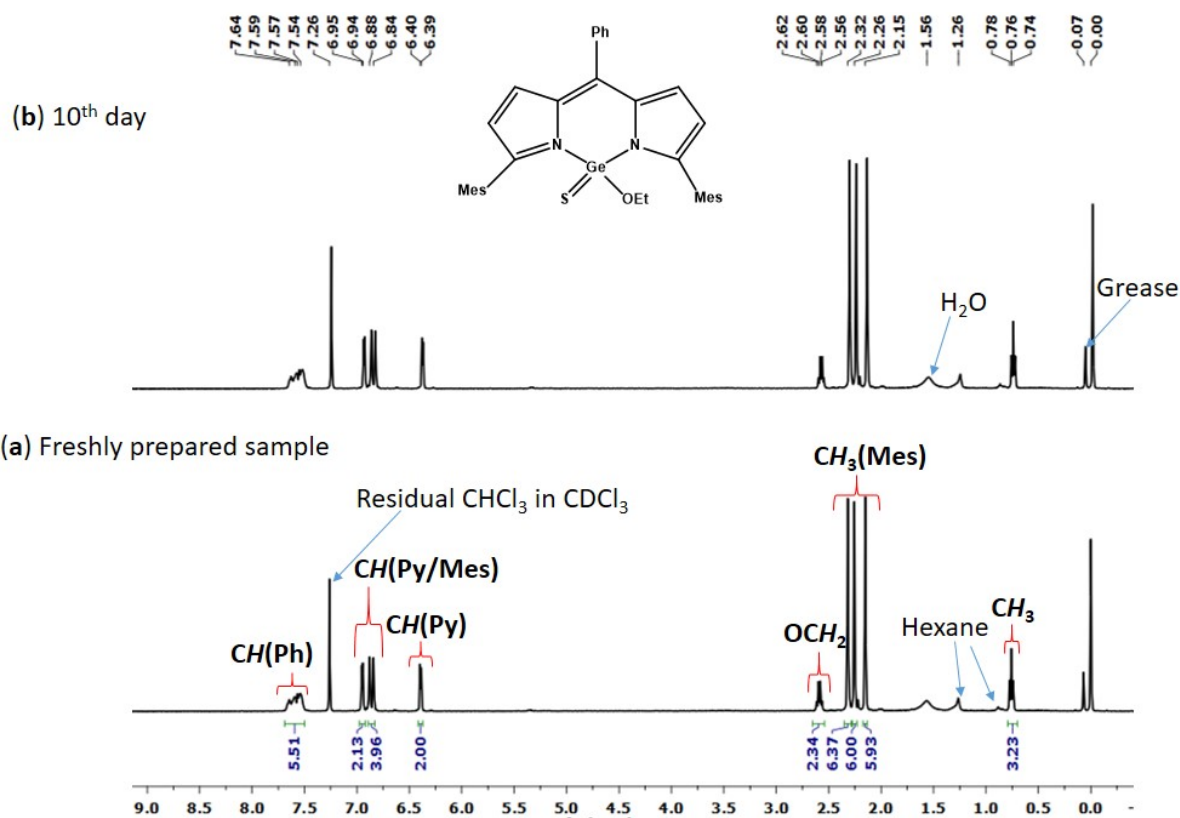 7.64
7.59
7.57
7.54
7.26
6.95
6.94
6.88
6.84
6.40
6.39
2.62
2.60
2.58
2.56
2.32
2.26
2.15
1.56
1.26
0.78
0.76
0.74
0.07
0.00
(b) 10th day
Ph
N
N
Ge
S
OEt
Mes
Mes
H2O
Grease
(a) Freshly prepared sample
Residual CHCl3 in CDCl3
CH3(Mes)
CH(Py/Mes)
CH(Ph)
CH(Py)
OCH2
Hexane
CH3
5.51
2.13
3.96
2.00
2.34
6.37
6.00
5.93
3.23
9.0 8.5 8.0 7.5 7.0 6.5 6.0 5.5 5.0 4.5 4.0 3.5 3.0 2.5 2.0 1.5 1.0 0.5 0.0 -